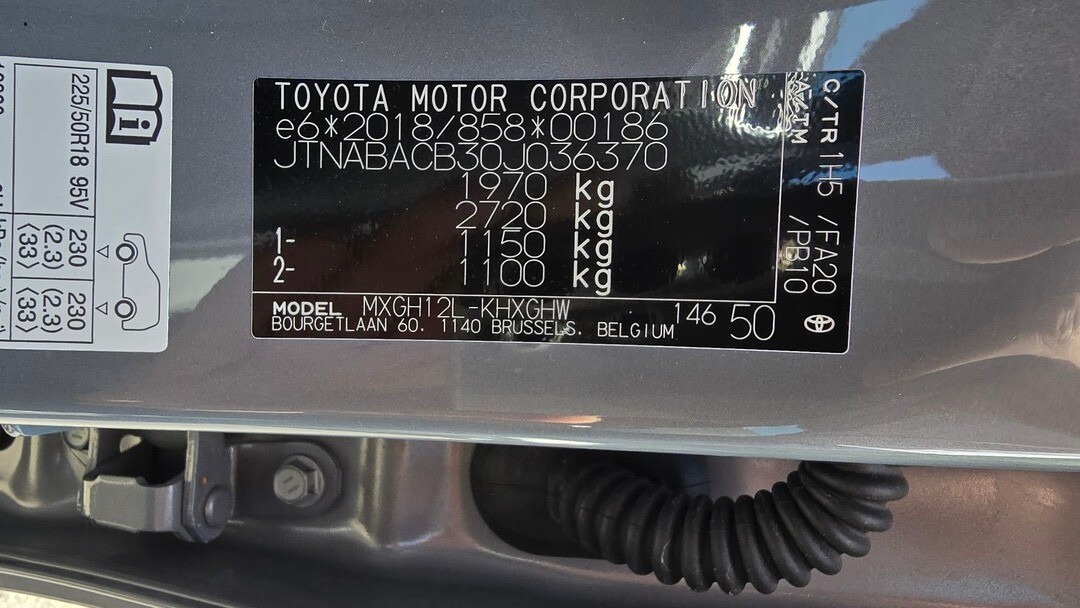 TOYOTA MOTOR CORPORATION
e6*2018/858*00186
JTNABACB30J036370
1970 kg
2720 kg
1- 1150 kg
2- 1100 kg
MODEL MXGH12L-KHXGHW
BOURGETLAAN 60. 1140 BRUSSELS. BELGIUM
146 50
C/TR 1H5 /FA20
A/TM /PB10
225/50R18 95V
230
(2.3)
〈33〉
230
(2.3)
〈33〉